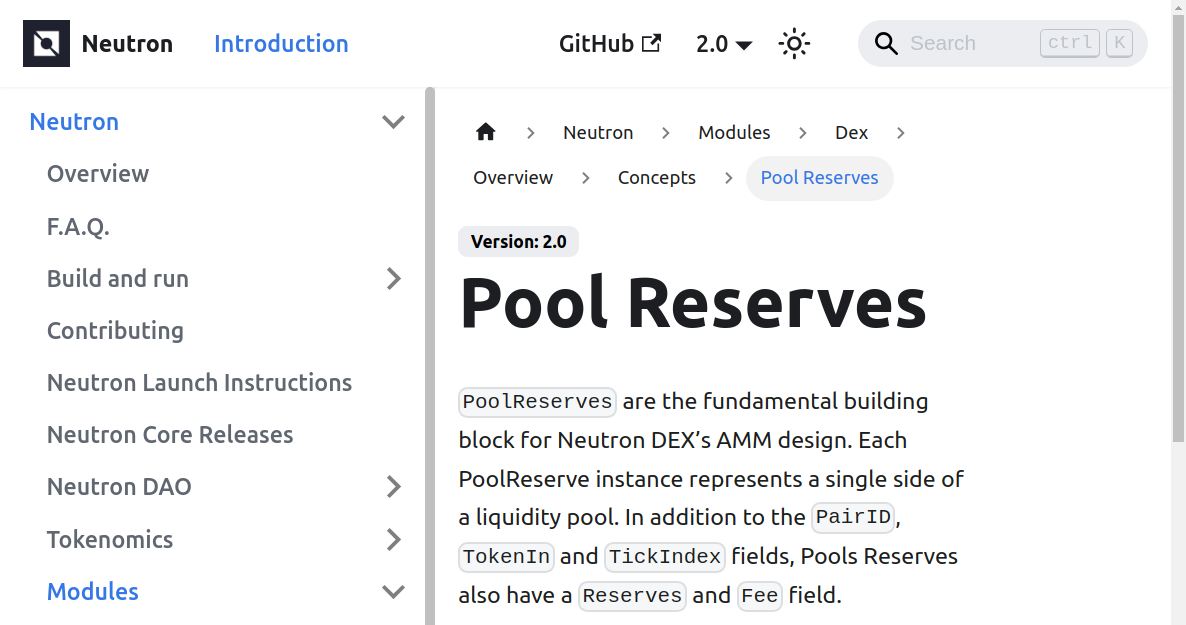 Neutron Introduction GitHub 2.0 Search ctrl K
Neutron
Overview
F.A.Q.
Build and run
Contributing
Neutron Launch Instructions
Neutron Core Releases
Neutron DAO
Tokenomics
Modules
Neutron Modules Dex
Overview Concepts Pool Reserves
Version: 2.0
Pool Reserves
PoolReserves are the fundamental building
block for Neutron DEX’s AMM design. Each
PoolReserve instance represents a single side of
a liquidity pool. In addition to the PairID,
TokenIn and TickIndex fields, Pools Reserves
also have a Reserves and Fee field.